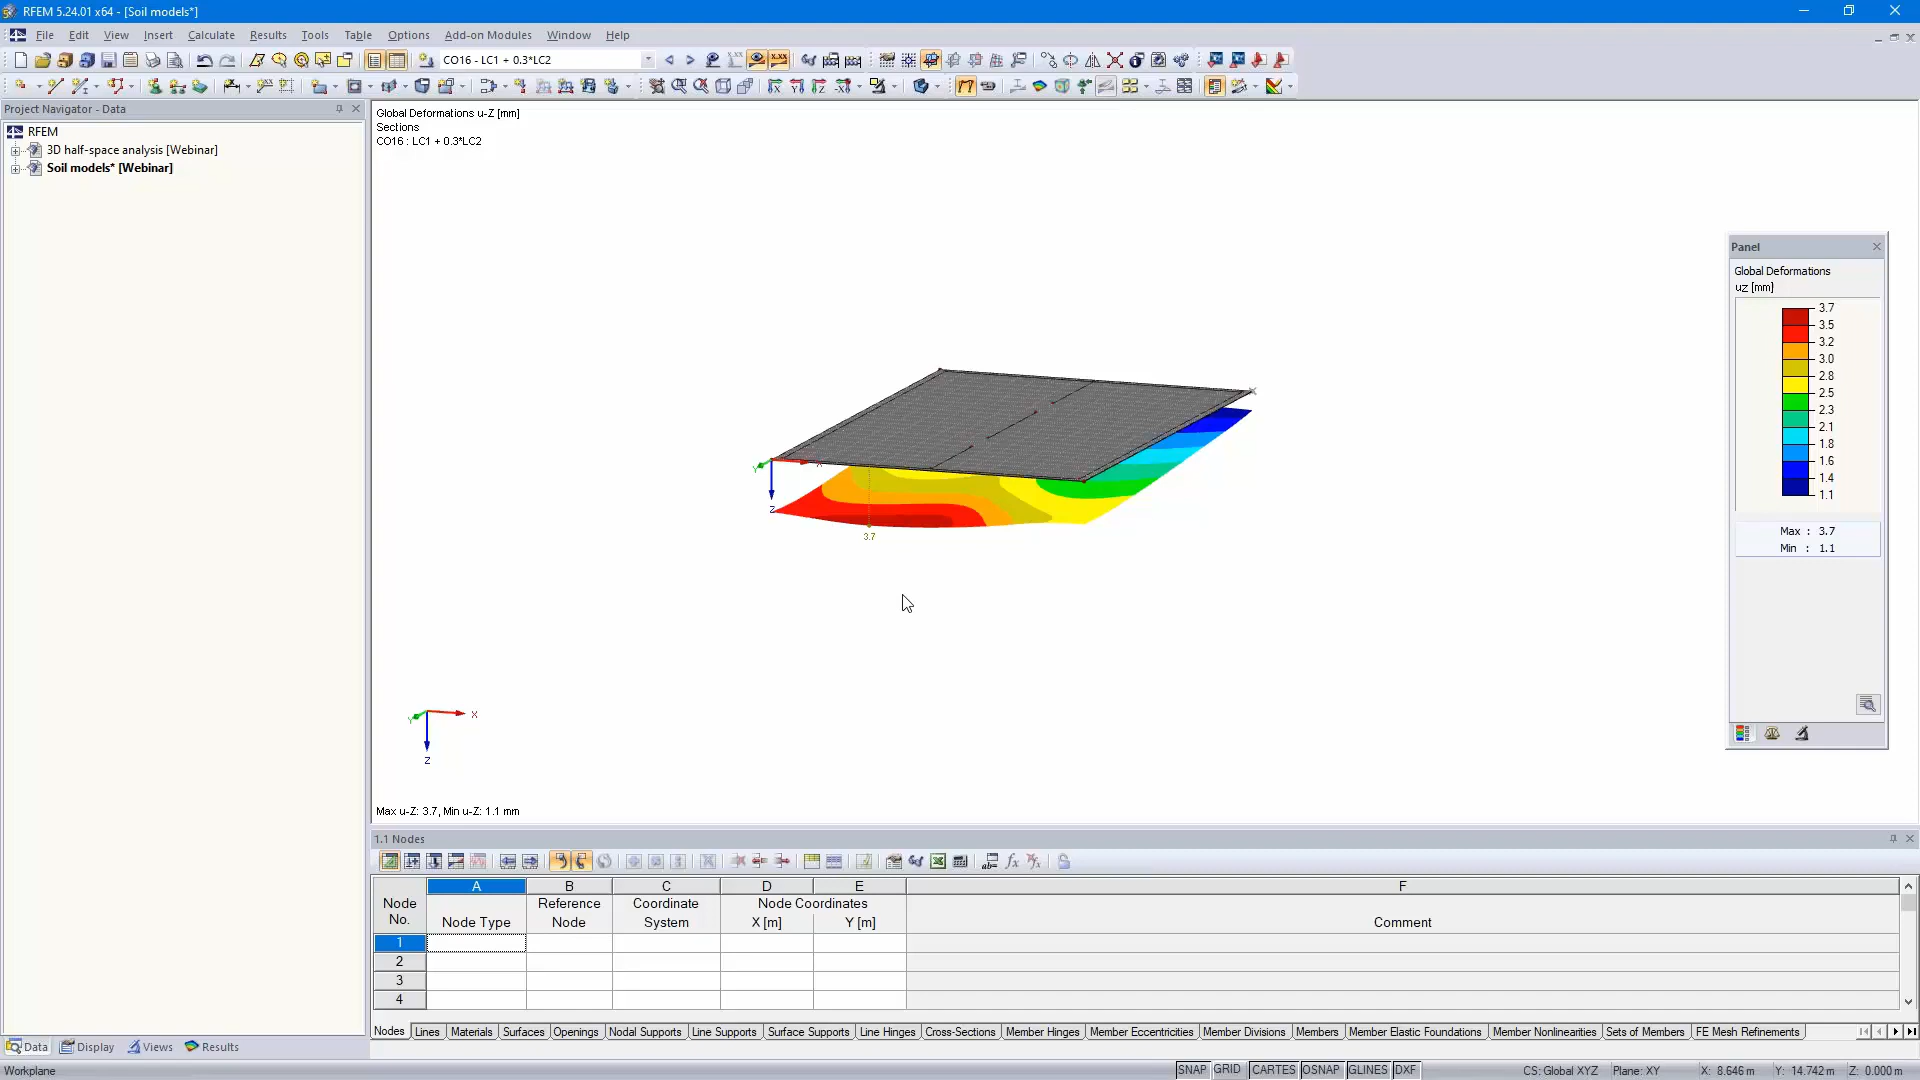 RFEM 5.24.01 x64 - [Soil models*]
File Edit View Insert Calculate Results Tools Table Options Add-on Modules Window Help
CO16 - LC1 + 0.3*LC2
Project Navigator - Data
RFEM
3D half-space analysis [Webinar]
Soil models* [Webinar]
Global Deformations u-Z [mm]
Sections
CO16 : LC1 + 0.3*LC2
Y
X
Z
3.7
Y
X
Z
Max u-Z: 3.7, Min u-Z: 1.1 mm
Panel
Global Deformations
uZ [mm]
3.7
3.5
3.2
3.0
2.8
2.5
2.3
2.1
1.8
1.6
1.4
1.1
Max : 3.7
Min : 1.1
1.1 Nodes
A B C D E F
Node Reference Coordinate Node Coordinates
No. Node Type Node System X [m] Y [m] Comment
1
2
3
4
Nodes Lines Materials Surfaces Openings Nodal Supports Line Supports Surface Supports Line Hinges Cross-Sections Member Hinges Member Eccentricities Member Divisions Members Member Elastic Foundations Member Nonlinearities Sets of Members FE Mesh Refinements
Data Display Views Results
Workplane SNAP GRID CARTES OSNAP GLINES DXF CS: Global XYZ Plane: XY X: 8.646 m Y: 14.742 m Z: 0.000 m